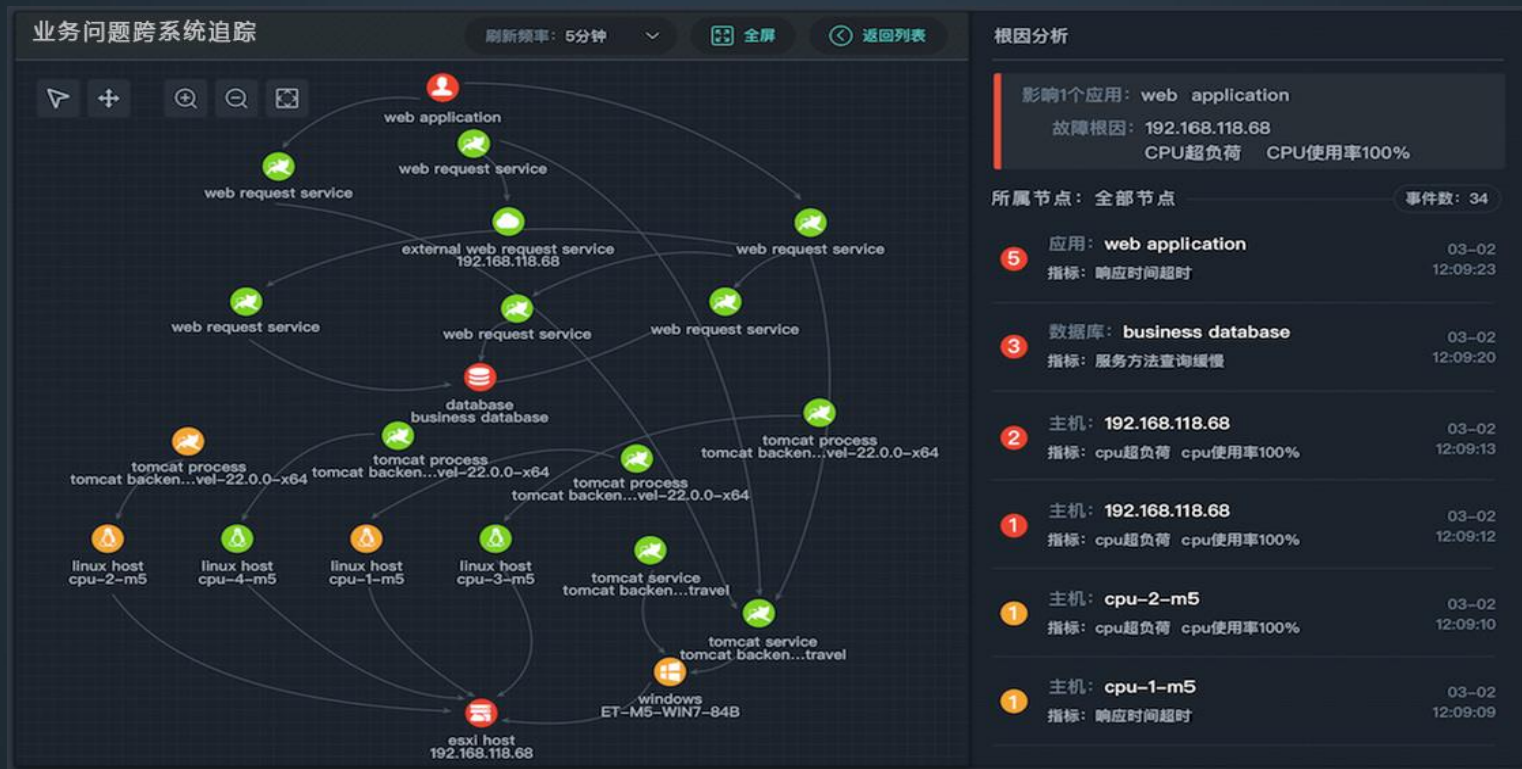 业务问题跨系统追踪
刷新频率：5分钟
全屏
返回列表
web application
web request service
web request service
external web request service
192.168.118.68
web request service
web request service
web request service
web request service
database
business database
tomcat process
tomcat backen...vel-22.0.0-x64
tomcat process
tomcat backen...vel-22.0.0-x64
tomcat process
tomcat backen...vel-22.0.0-x64
tomcat process
tomcat backen...vel-22.0.0-x64
linux host
cpu-2-m5
linux host
cpu-4-m5
linux host
cpu-1-m5
linux host
cpu-3-m5
tomcat service
tomcat backen...travel
tomcat service
tomcat backen...travel
windows
ET-M5-WIN7-84B
esxi host
192.168.118.68
根因分析
影响1个应用：web application
故障根因：192.168.118.68
CPU超负荷 CPU使用率100%
所属节点：全部节点
事件数：34
5
应用：web application
指标：响应时间超时
03-02
12:09:23
3
数据库：business database
指标：服务方法查询缓慢
03-02
12:09:20
2
主机：192.168.118.68
指标：cpu超负荷 cpu使用率100%
03-02
12:09:13
1
主机：192.168.118.68
指标：cpu超负荷 cpu使用率100%
03-02
12:09:12
1
主机：cpu-2-m5
指标：cpu超负荷 cpu使用率100%
03-02
12:09:10
1
主机：cpu-1-m5
指标：响应时间超时
03-02
12:09:09